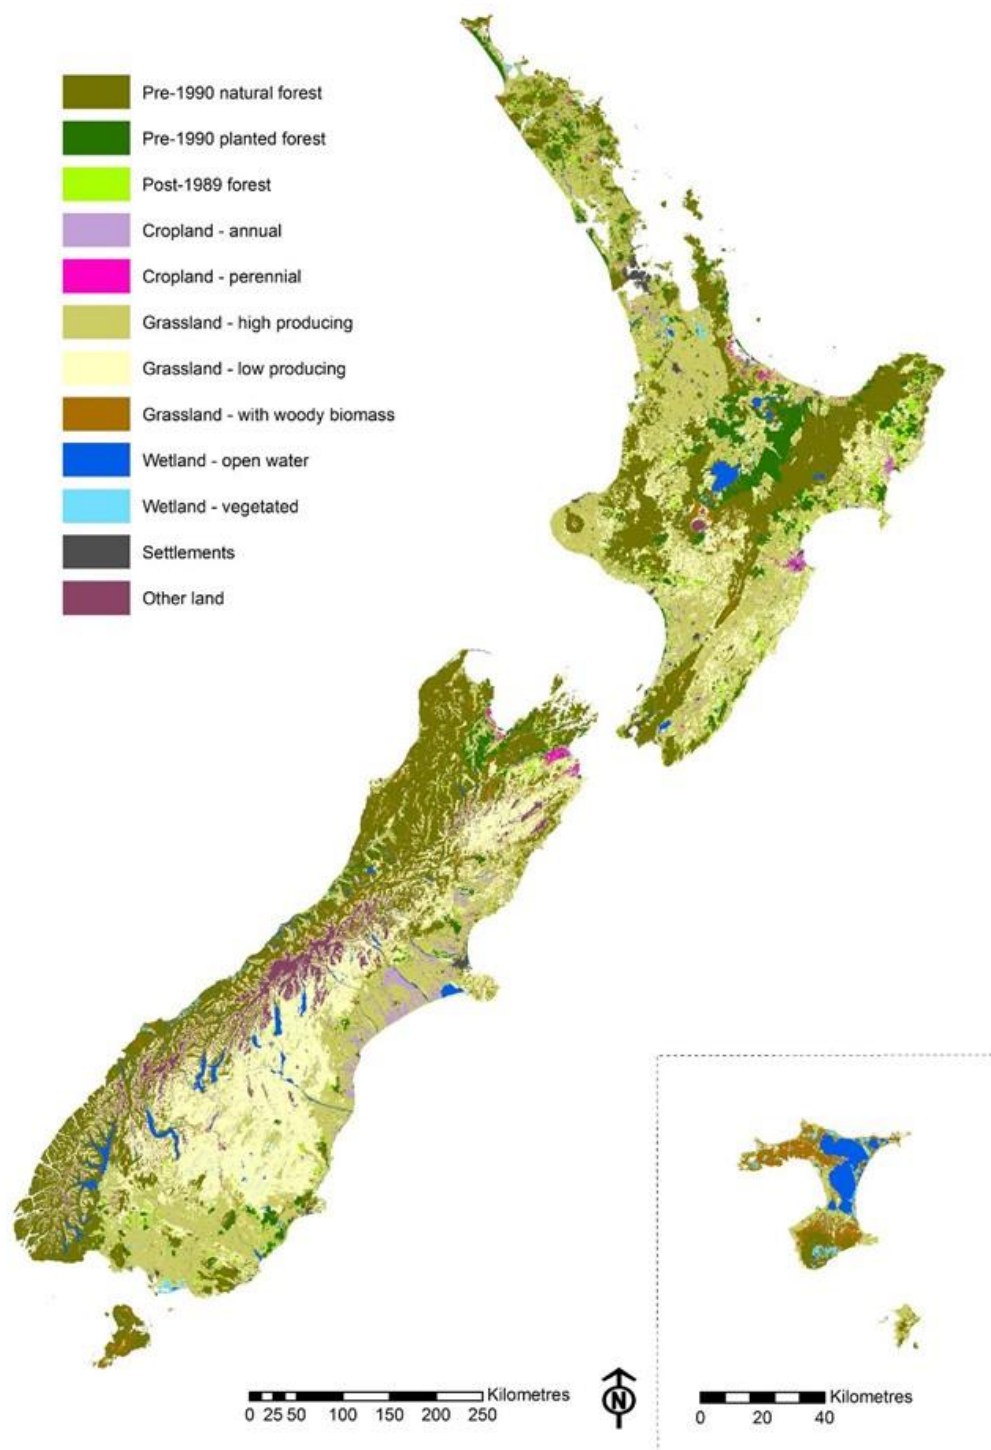 Pre-1990 natural forest
Pre-1990 planted forest
Post-1989 forest
Cropland - annual
Cropland - perennial
Grassland - high producing
Grassland - low producing
Grassland - with woody biomass
Wetland - open water
Wetland - vegetated
Settlements
Other land
Kilometres
0 25 50 100 150 200 250
N
Kilometres
0 20 40